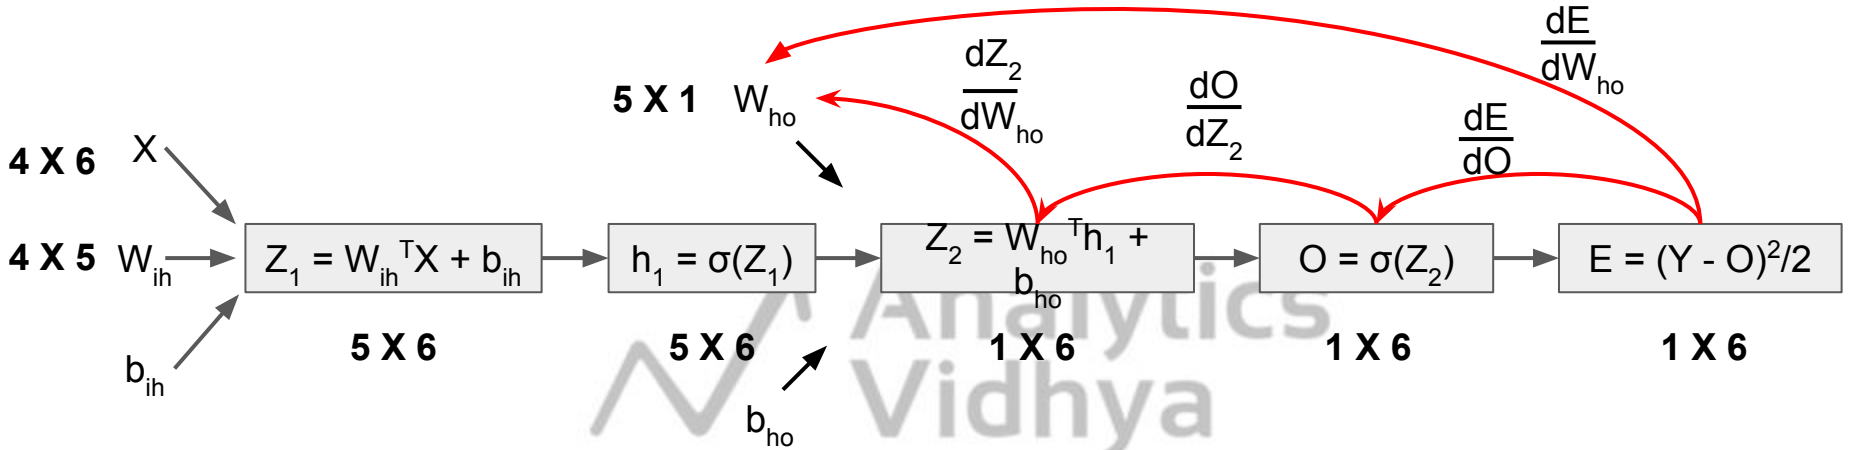 dE
dW_ho
dZ_2
dW_ho
dO
dZ_2
dE
dO
5 X 1 W_ho
4 X 6 X
4 X 5 W_ih
Z_1 = W_ih^T X + b_ih
h_1 = σ(Z_1)
Z_2 = W_ho^T h_1 +
b_ho
O = σ(Z_2)
E = (Y - O)^2/2
5 X 6
5 X 6
1 X 6
1 X 6
1 X 6
b_ih
b_ho
Analytics
Vidhya